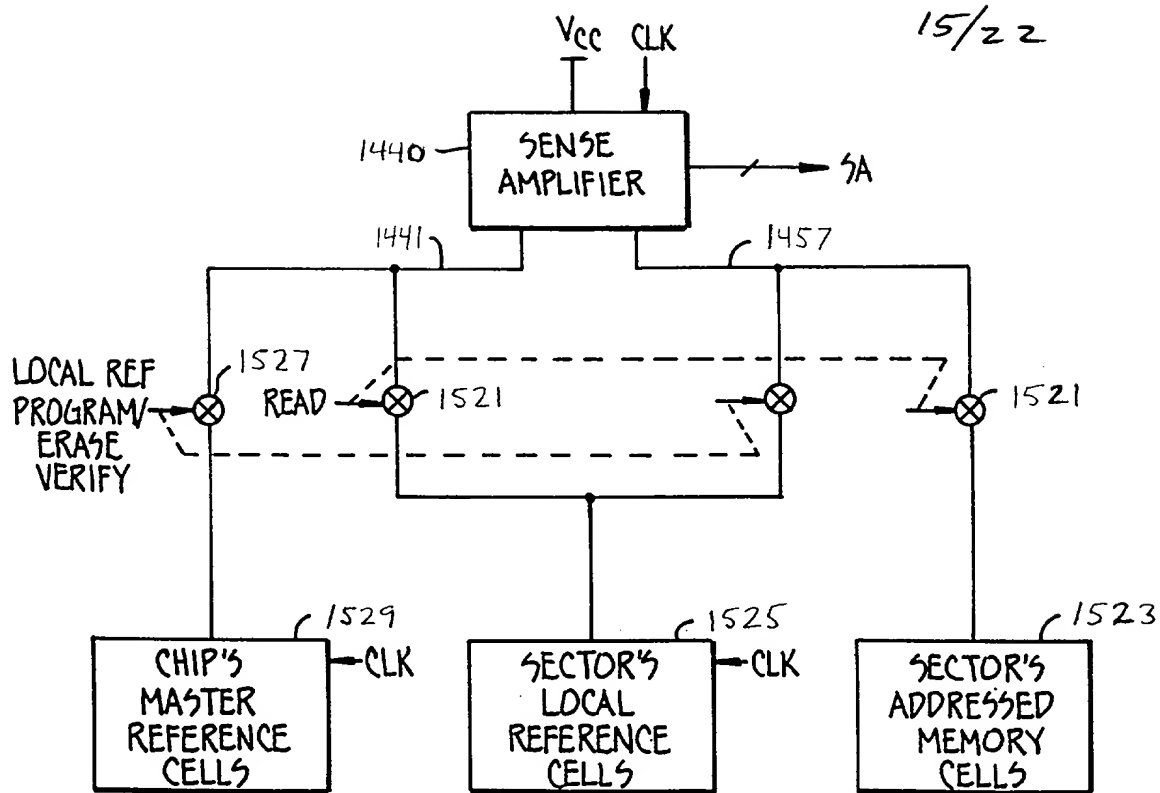 15/22
VCC CLK
1440
SENSE
AMPLIFIER
SA
1441
1457
LOCAL REF
PROGRAM/
ERASE
VERIFY
1527
READ
1521
1521
1529
CHIP'S
MASTER
REFERENCE
CELLS
CLK
1525
SECTOR'S
LOCAL
REFERENCE
CELLS
CLK
1523
SECTOR'S
ADDRESSED
MEMORY
CELLS